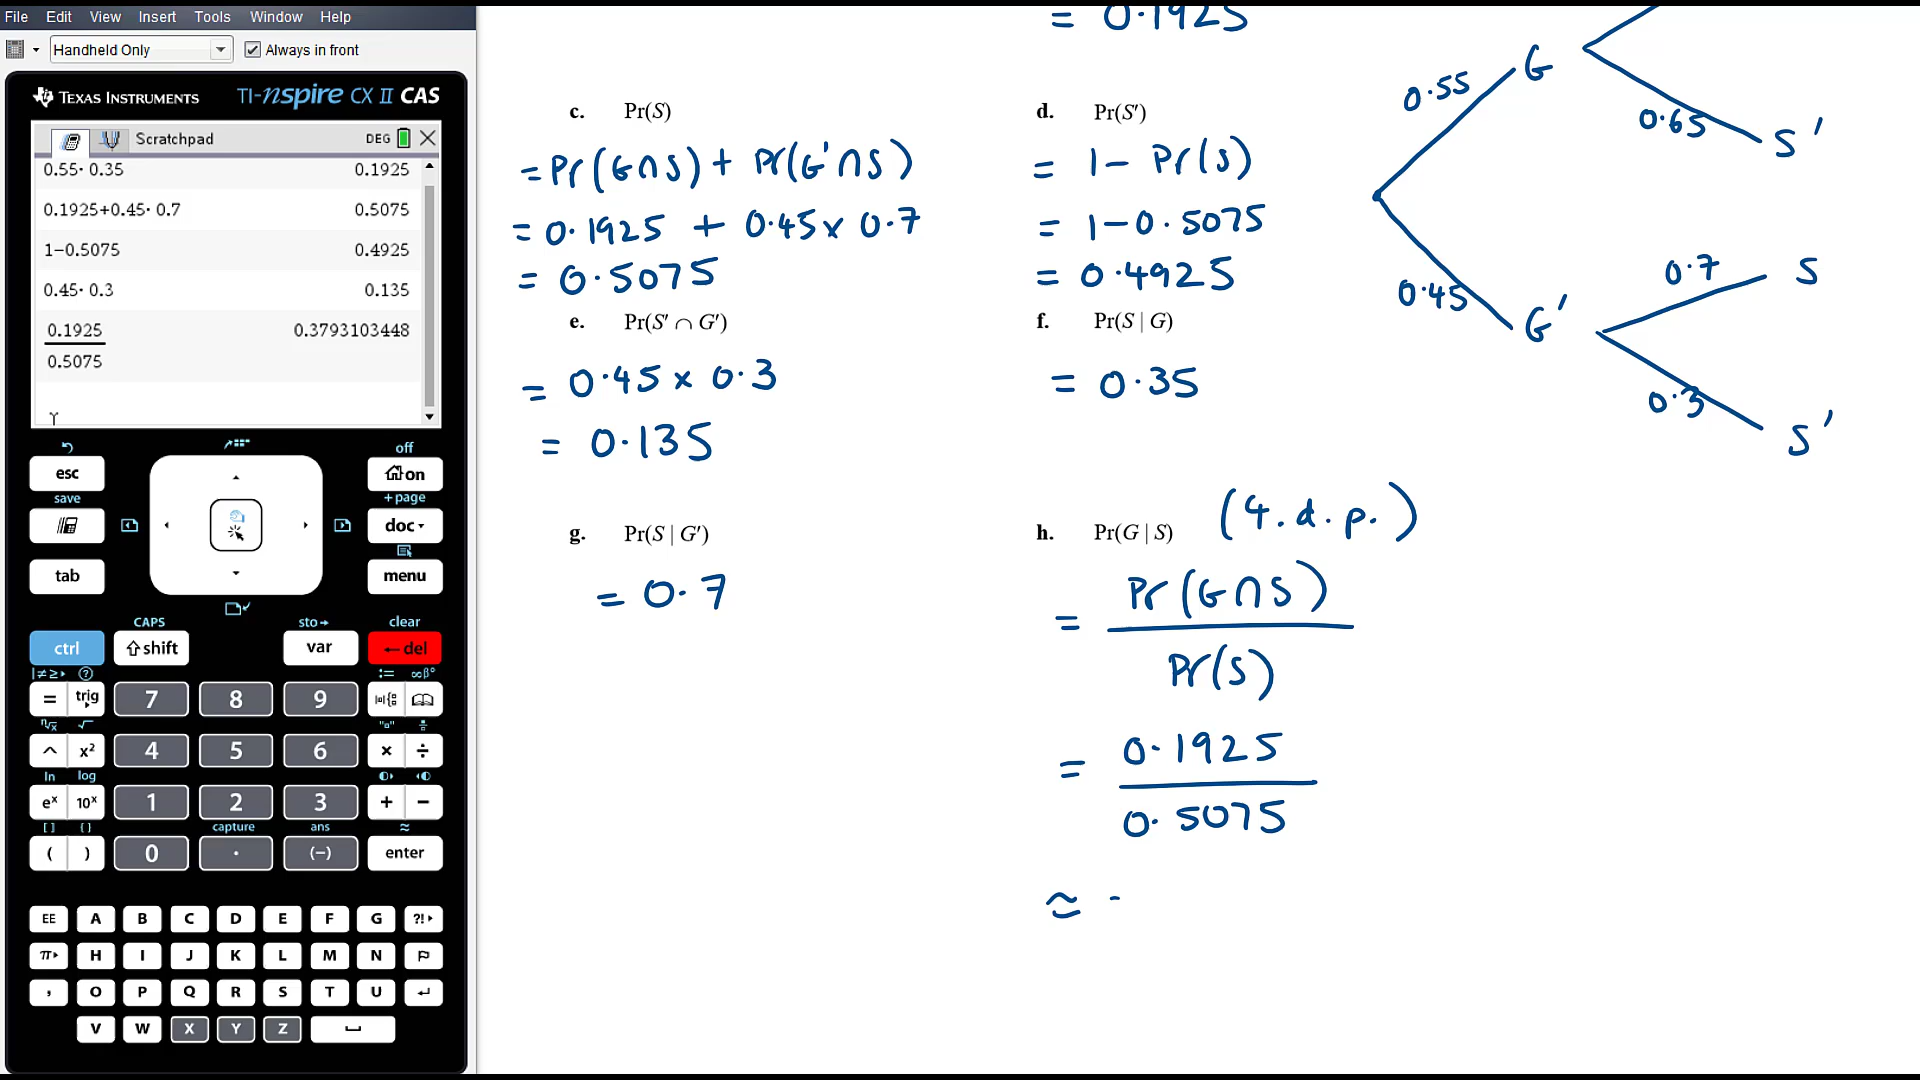 File Edit View Insert Tools Window Help
Handheld Only Always in front
TEXAS INSTRUMENTS TI-nspire CX II CAS
Scratchpad DEG
0.55·0.35 0.1925
0.1925+0.45·0.7 0.5075
1−0.5075 0.4925
0.45·0.3 0.135
0.1925
0.5075 0.3793103448
off
esc on
save +page
doc
tab menu
CAPS sto→ clear
ctrl shift var ←del
|≠≥▸ ? := ∞β°
= trig 7 8 9
ⁿ√x √ "□"
^ x² 4 5 6 × ÷
ln log
eˣ 10ˣ 1 2 3 + −
[ ] { } capture ans ≈
( ) 0 . (−) enter
EE A B C D E F G ?!▸
π▸ H I J K L M N
, O P Q R S T U ↵
V W X Y Z
= 0.1925
c. Pr(S)
= Pr(G∩S) + Pr(G'∩S)
= 0.1925 + 0.45 × 0.7
= 0.5075
d. Pr(S′)
= 1 − Pr(S)
= 1 − 0.5075
= 0.4925
e. Pr(S′ ∩ G′)
= 0.45 × 0.3
= 0.135
f. Pr(S | G)
= 0.35
g. Pr(S | G′)
= 0.7
h. Pr(G | S) (4.d.p.)
= Pr(G∩S)
Pr(S)
= 0.1925
0.5075
≈
0.55 G
0.65 S'
0.45 G'
0.7 S
0.3 S'